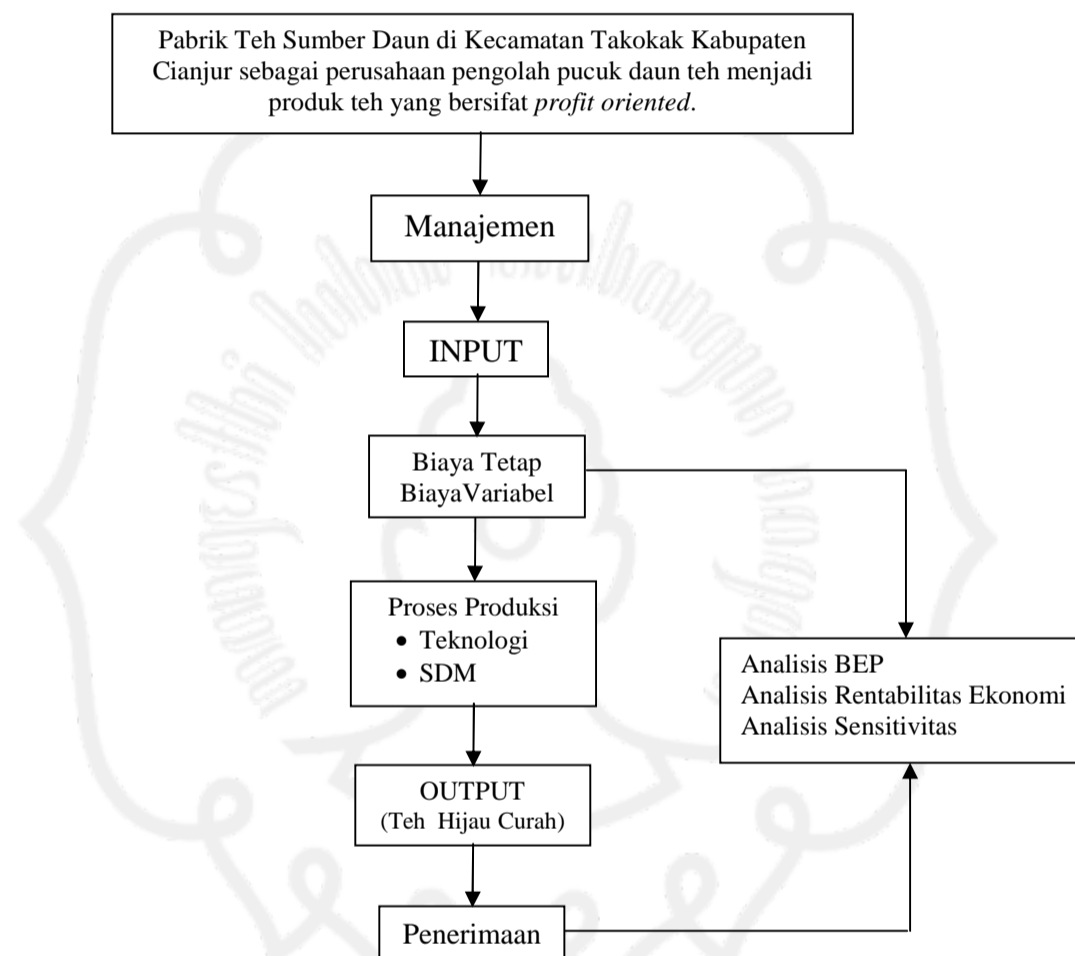 Pabrik Teh Sumber Daun di Kecamatan Takokak Kabupaten
Cianjur sebagai perusahaan pengolah pucuk daun teh menjadi
produk teh yang bersifat profit oriented.
Manajemen
INPUT
Biaya Tetap
BiayaVariabel
Proses Produksi
• Teknologi
• SDM
Analisis BEP
Analisis Rentabilitas Ekonomi
Analisis Sensitivitas
OUTPUT
(Teh Hijau Curah)
Penerimaan